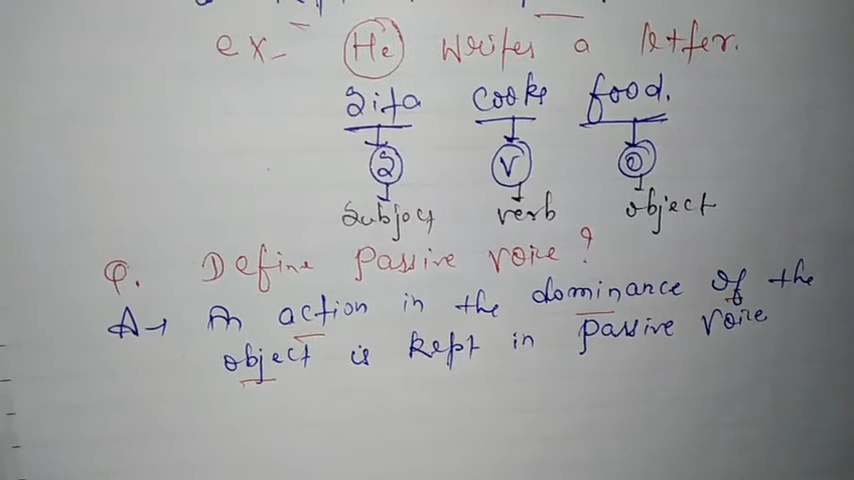 ex- He writes a letter.
Sita cooks food.
S V O
subject verb object
Q. Define passive voice ?
A→ An action in the dominance of the
object is kept in passive voice